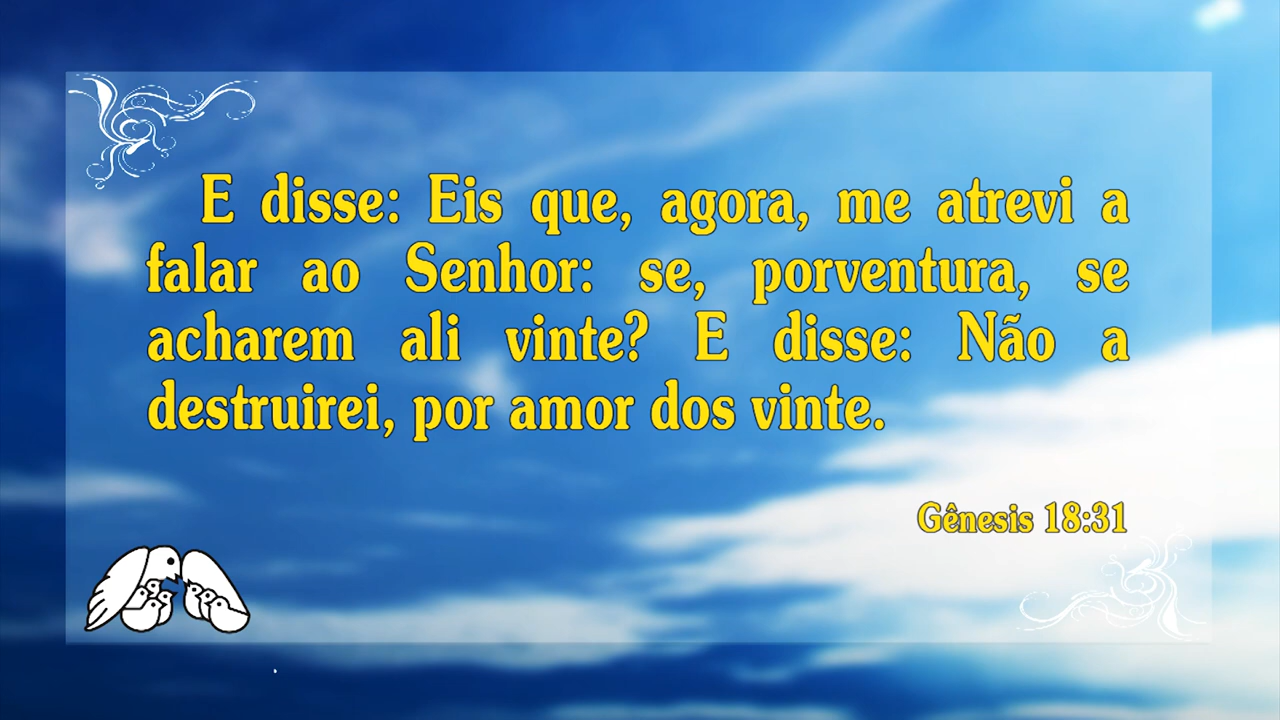 E disse: Eis que, agora, me atrevi a
falar ao Senhor: se, porventura, se
acharem ali vinte? E disse: Não a
destruirei, por amor dos vinte.
Gênesis 18:31